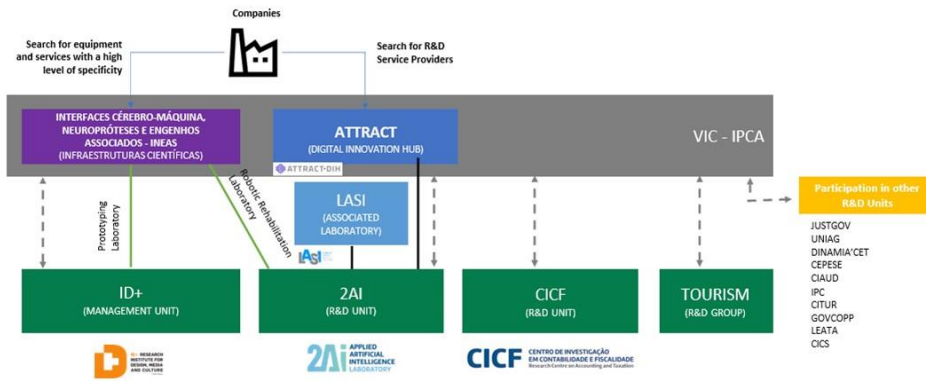 Companies
Search for equipment
and services with a high
level of specificity
Search for R&D
Service Providers
INTERFACES CÉREBRO-MÁQUINA,
NEUROPRÓTESES E ENGENHOS
ASSOCIADOS - INEAS
(INFRAESTRUTURAS CIENTÍFICAS)
ATTRACT
(DIGITAL INNOVATION HUB)
VIC - IPCA
ATTRACT-DIH
Prototyping
Laboratory
Robotic Rehabilitation
Laboratory
LASI
(ASSOCIATED
LABORATORY)
LASI
Participation in other
R&D Units
JUSTGOV
UNIAG
DINAMIA'CET
CEPESE
CIAUD
IPC
CITUR
GOVCOPP
LEATA
CICS
ID+
(MANAGEMENT UNIT)
2AI
(R&D UNIT)
CICF
(R&D UNIT)
TOURISM
(R&D GROUP)
ID+ RESEARCH
INSTITUTE FOR
DESIGN, MEDIA
AND CULTURE
2Ai
APPLIED
ARTIFICIAL
INTELLIGENCE
LABORATORY
CICF
CENTRO DE INVESTIGAÇÃO
EM CONTABILIDADE E FISCALIDADE
Research Centre on Accounting and Taxation